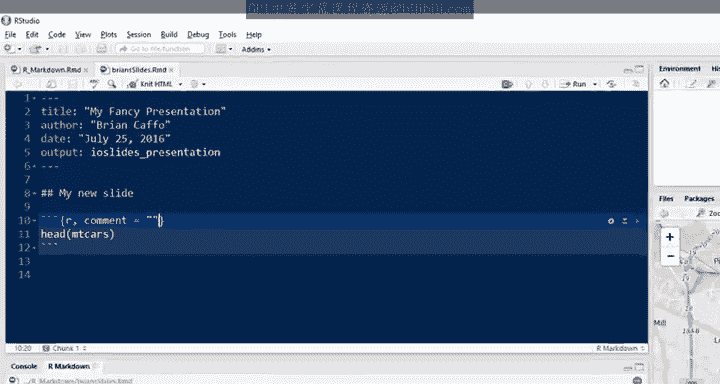 RStudio
File Edit Code View Plots Session Build Debug Tools Help
Go to file/function
Addins
R_Markdown.Rmd
briansSlides.Rmd
Environment
Knit HTML
Run
1 ---
2 title: "My Fancy Presentation"
3 author: "Brian Caffo"
4 date: "July 25, 2016"
5 output: ioslides_presentation
6 ---
7
8 ## My new slide
9
10 ```{r, comment = ""}
11 head(mtcars)
12 ```
13
14
Files Packages
Zoo
+
-
Mill
10:20
Chunk 1
R Markdown
Console R Markdown